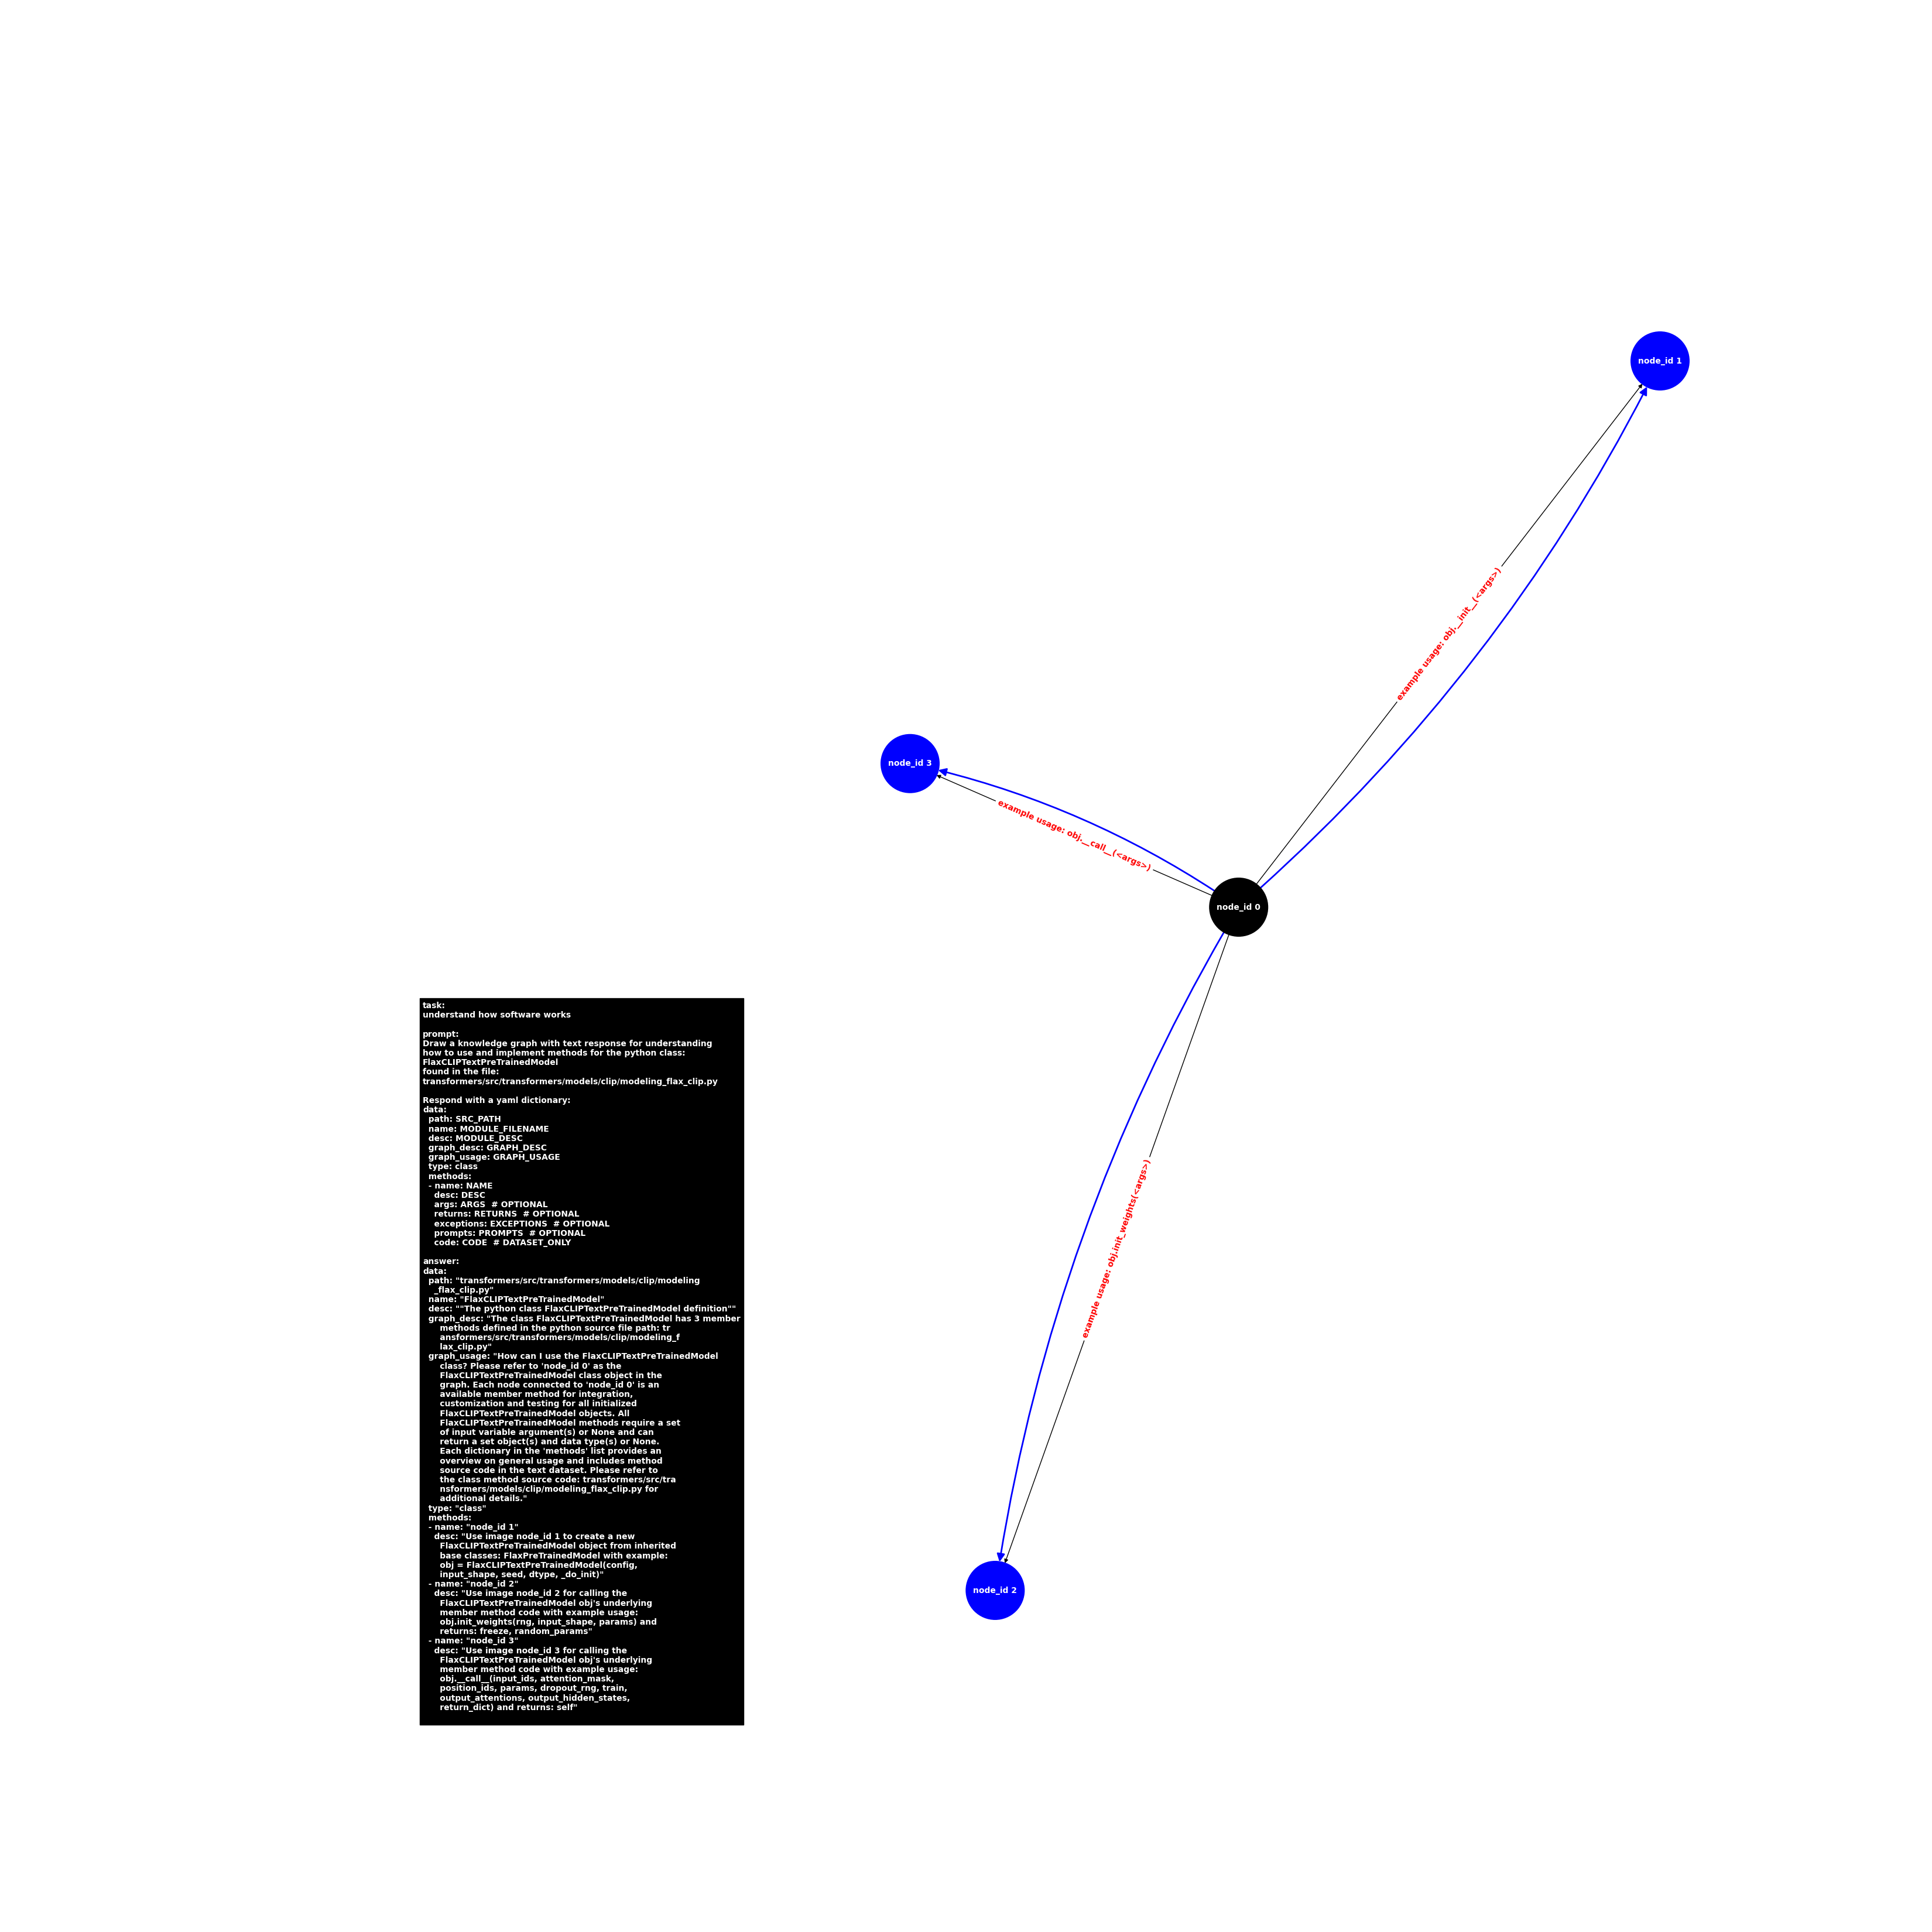 node_id 1
example usage: obj.__init__(<args>)
node_id 3
example usage: obj.__call__(<args>)
node_id 0
example usage: obj.init_weights(<args>)
node_id 2
task:
understand how software works

prompt:
Draw a knowledge graph with text response for understanding
how to use and implement methods for the python class:
FlaxCLIPTextPreTrainedModel
found in the file:
transformers/src/transformers/models/clip/modeling_flax_clip.py

Respond with a yaml dictionary:
data:
  path: SRC_PATH
  name: MODULE_FILENAME
  desc: MODULE_DESC
  graph_desc: GRAPH_DESC
  graph_usage: GRAPH_USAGE
  type: class
  methods:
  - name: NAME
    desc: DESC
    args: ARGS  # OPTIONAL
    returns: RETURNS  # OPTIONAL
    exceptions: EXCEPTIONS  # OPTIONAL
    prompts: PROMPTS  # OPTIONAL
    code: CODE  # DATASET_ONLY

answer:
data:
  path: "transformers/src/transformers/models/clip/modeling
    _flax_clip.py"
  name: "FlaxCLIPTextPreTrainedModel"
  desc: ""The python class FlaxCLIPTextPreTrainedModel definition""
  graph_desc: "The class FlaxCLIPTextPreTrainedModel has 3 member
      methods defined in the python source file path: tr
      ansformers/src/transformers/models/clip/modeling_f
      lax_clip.py"
  graph_usage: "How can I use the FlaxCLIPTextPreTrainedModel
      class? Please refer to 'node_id 0' as the
      FlaxCLIPTextPreTrainedModel class object in the
      graph. Each node connected to 'node_id 0' is an
      available member method for integration,
      customization and testing for all initialized
      FlaxCLIPTextPreTrainedModel objects. All
      FlaxCLIPTextPreTrainedModel methods require a set
      of input variable argument(s) or None and can
      return a set object(s) and data type(s) or None.
      Each dictionary in the 'methods' list provides an
      overview on general usage and includes method
      source code in the text dataset. Please refer to
      the class method source code: transformers/src/tra
      nsformers/models/clip/modeling_flax_clip.py for
      additional details."
  type: "class"
  methods:
  - name: "node_id 1"
    desc: "Use image node_id 1 to create a new
      FlaxCLIPTextPreTrainedModel object from inherited
      base classes: FlaxPreTrainedModel with example:
      obj = FlaxCLIPTextPreTrainedModel(config,
      input_shape, seed, dtype, _do_init)"
  - name: "node_id 2"
    desc: "Use image node_id 2 for calling the
      FlaxCLIPTextPreTrainedModel obj's underlying
      member method code with example usage:
      obj.init_weights(rng, input_shape, params) and
      returns: freeze, random_params"
  - name: "node_id 3"
    desc: "Use image node_id 3 for calling the
      FlaxCLIPTextPreTrainedModel obj's underlying
      member method code with example usage:
      obj.__call__(input_ids, attention_mask,
      position_ids, params, dropout_rng, train,
      output_attentions, output_hidden_states,
      return_dict) and returns: self"